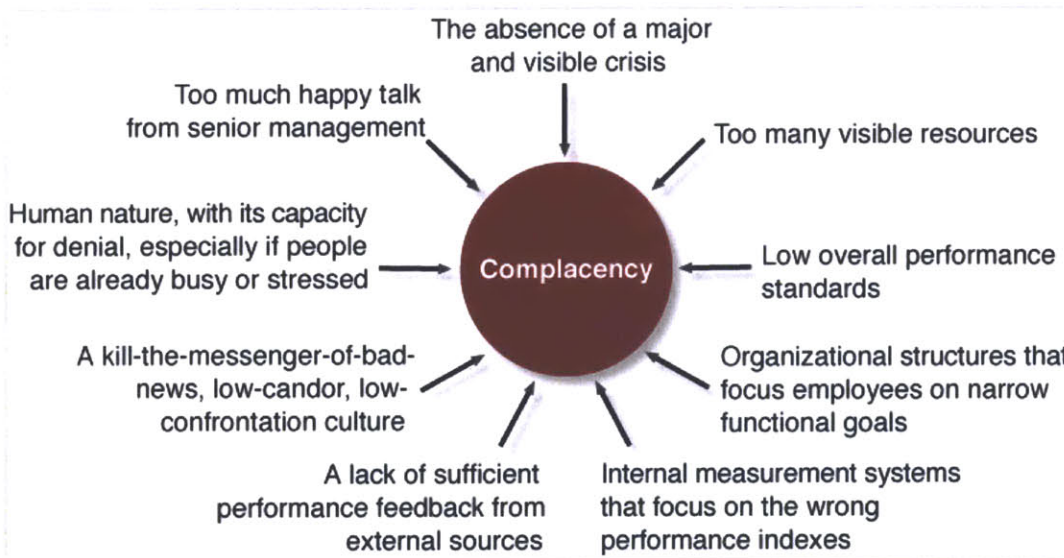 The absence of a major
and visible crisis
Too many visible resources
Low overall performance
standards
Organizational structures that
focus employees on narrow
functional goals
Internal measurement systems
that focus on the wrong
performance indexes
A lack of sufficient
performance feedback from
external sources
A kill-the-messenger-of-bad-
news, low-candor, low-
confrontation culture
Human nature, with its capacity
for denial, especially if people
are already busy or stressed
Too much happy talk
from senior management
Complacency